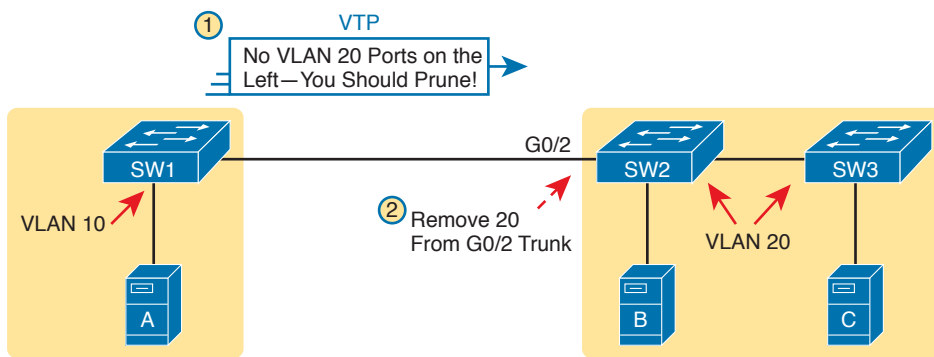 1
VTP
No VLAN 20 Ports on the
Left—You Should Prune!
SW1
G0/2
SW2
SW3
VLAN 10
2
Remove 20
From G0/2 Trunk
VLAN 20
A
B
C